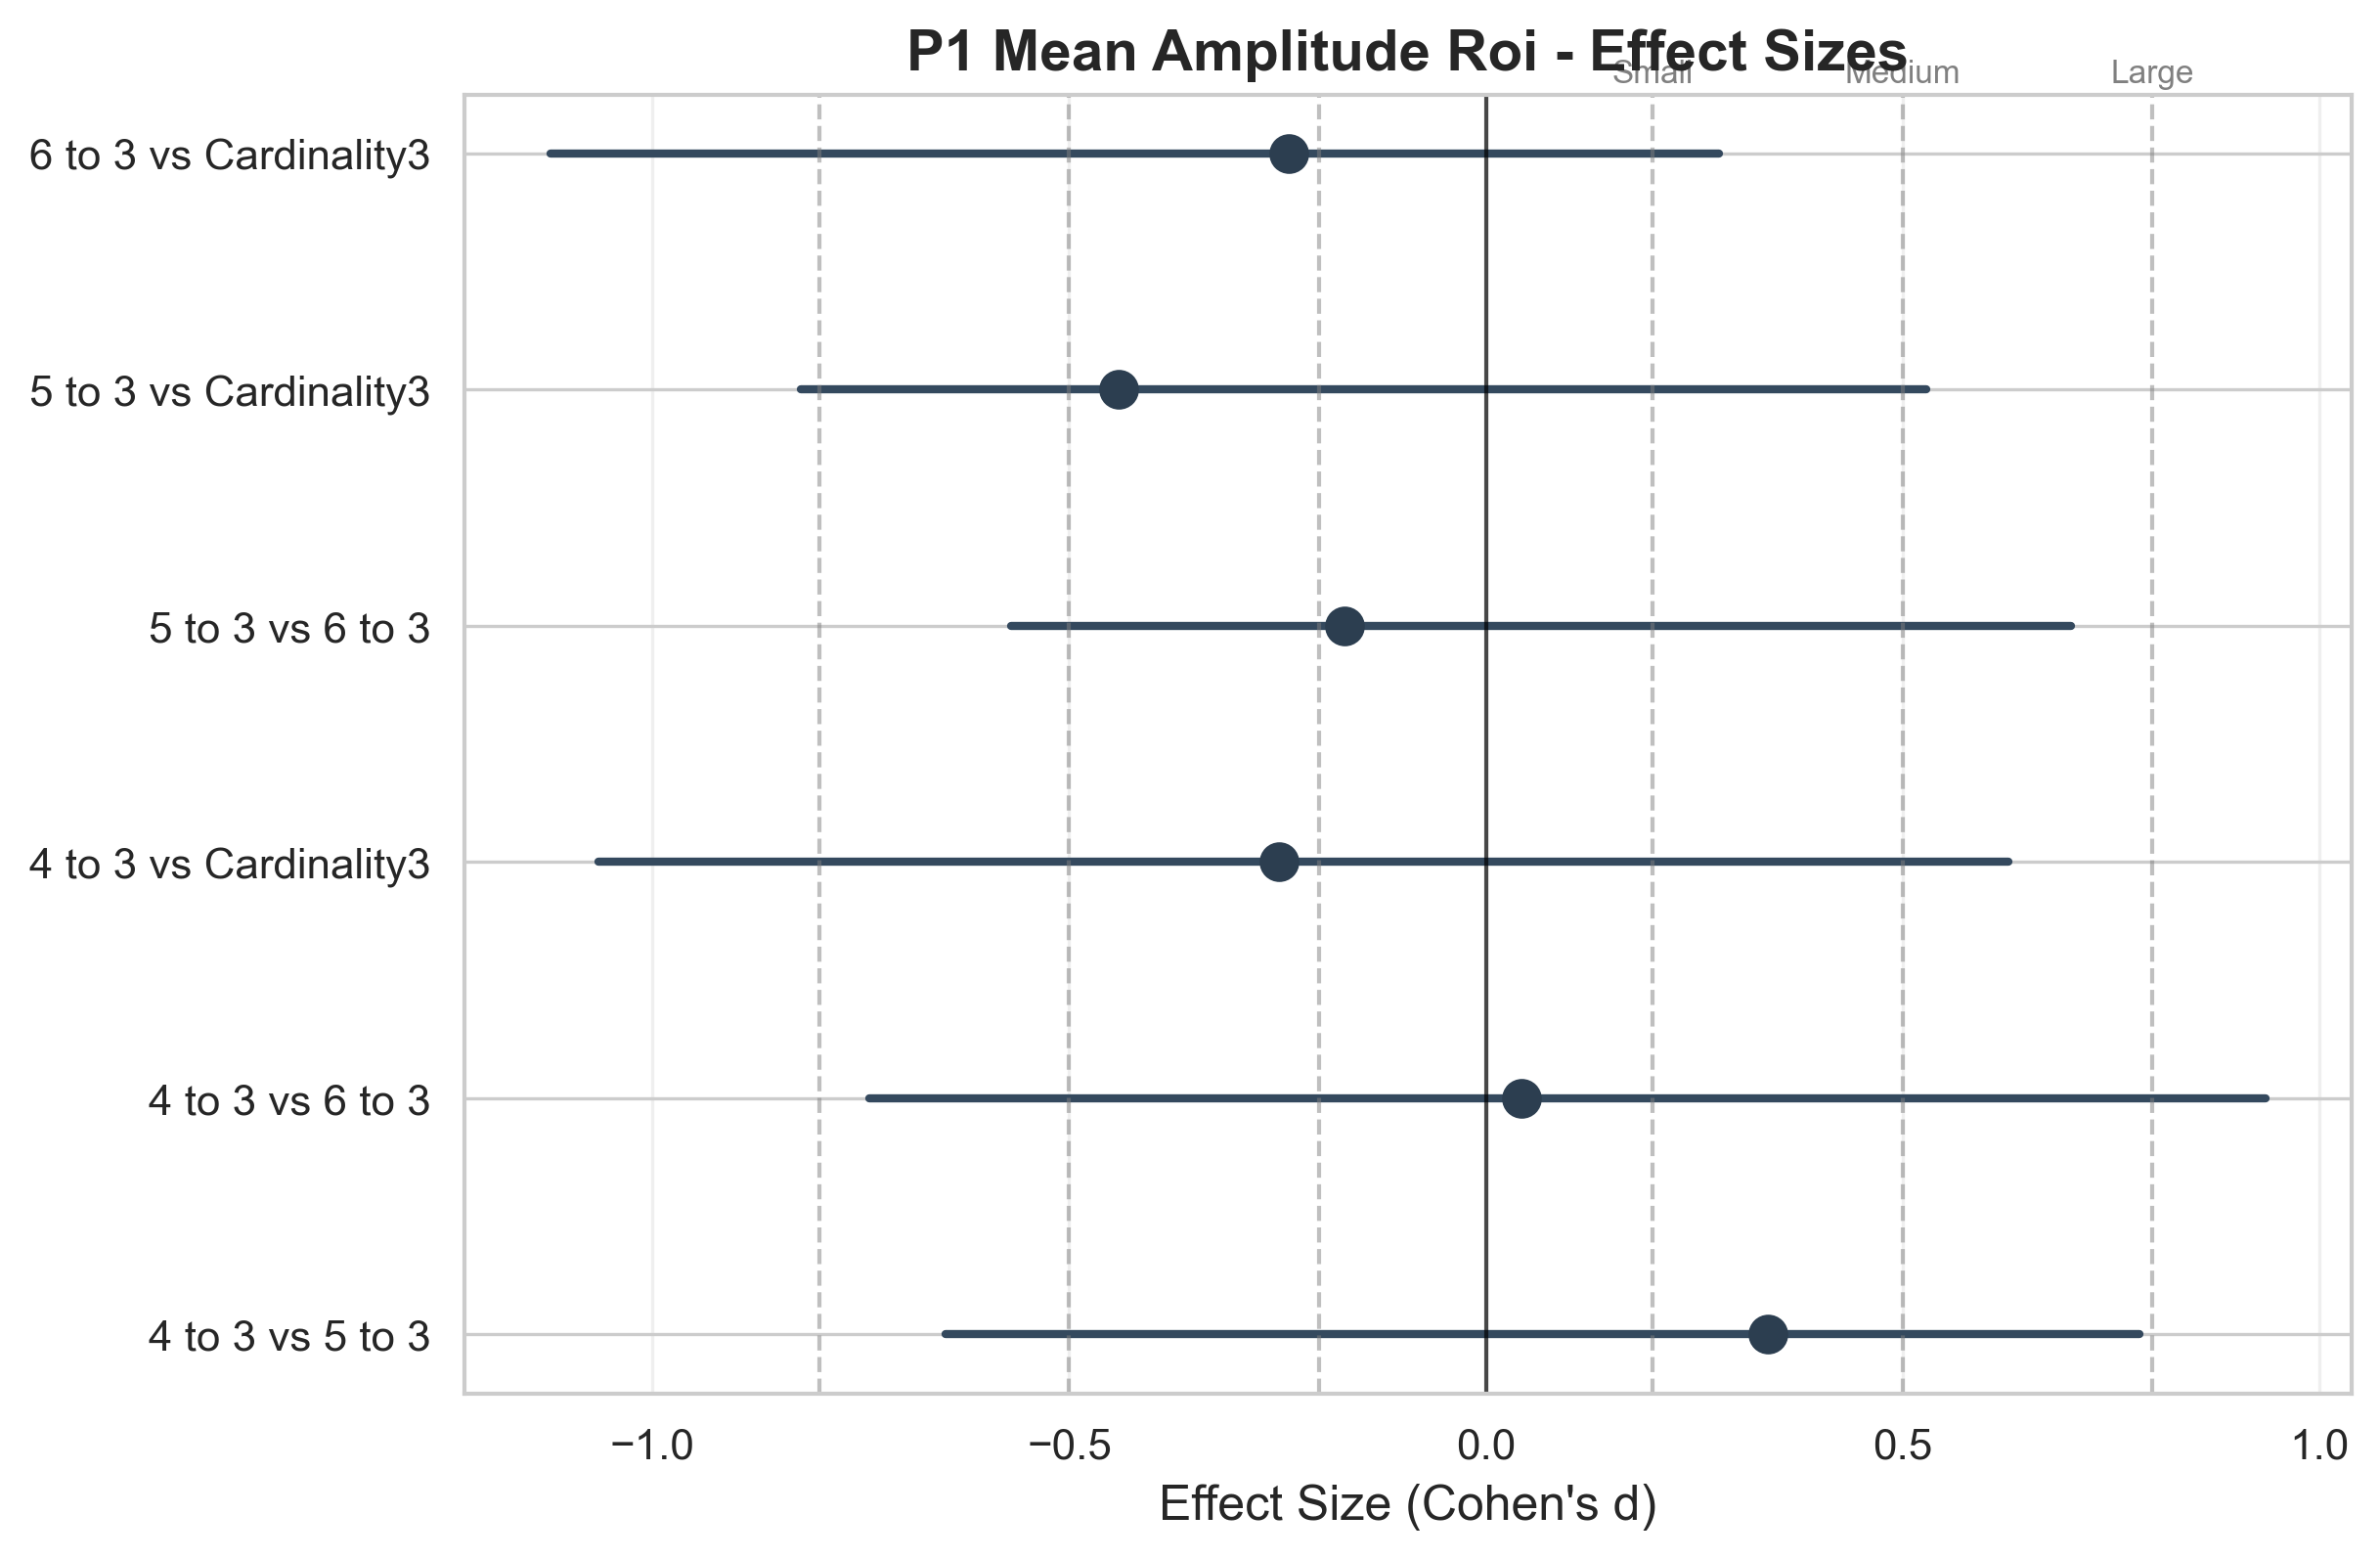 P1 Mean Amplitude Roi - Effect Sizes
Small Medium Large
6 to 3 vs Cardinality3
5 to 3 vs Cardinality3
5 to 3 vs 6 to 3
4 to 3 vs Cardinality3
4 to 3 vs 6 to 3
4 to 3 vs 5 to 3
−1.0 −0.5 0.0 0.5 1.0
Effect Size (Cohen's d)